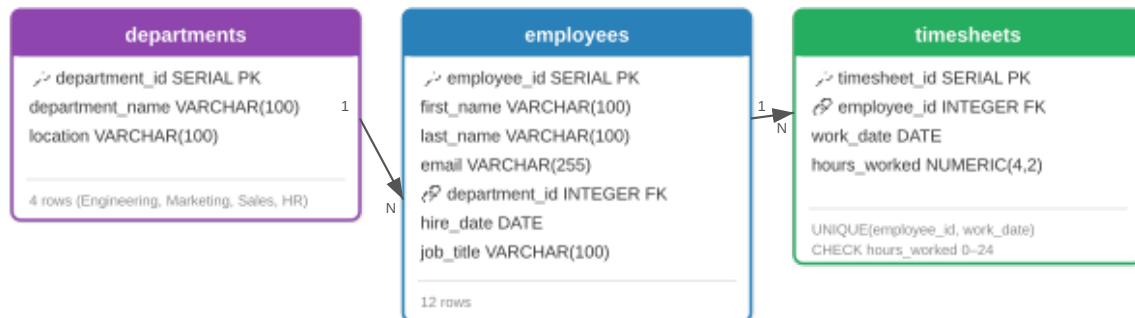 departments
department_id SERIAL PK
department_name VARCHAR(100)
location VARCHAR(100)
4 rows (Engineering, Marketing, Sales, HR)
1
N
employees
employee_id SERIAL PK
first_name VARCHAR(100)
last_name VARCHAR(100)
email VARCHAR(255)
department_id INTEGER FK
hire_date DATE
job_title VARCHAR(100)
12 rows
1
N
timesheets
timesheet_id SERIAL PK
employee_id INTEGER FK
work_date DATE
hours_worked NUMERIC(4,2)
UNIQUE(employee_id, work_date)
CHECK hours_worked 0–24